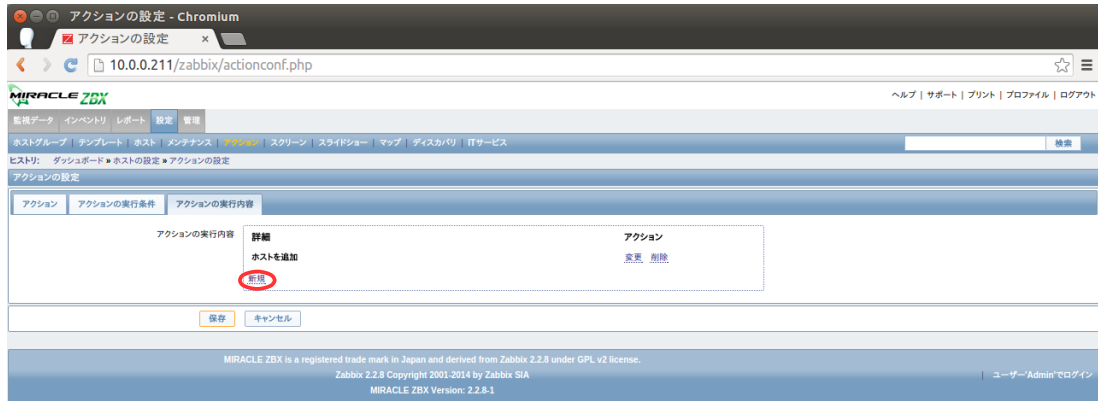 アクションの設定 - Chromium
アクションの設定 ×
10.0.0.211/zabbix/actionconf.php
MIRACLE ZBX
ヘルプ | サポート | プリント | プロファイル | ログアウト
監視データ インベントリ レポート 設定 管理
ホストグループ | テンプレート | ホスト | メンテナンス | アクション | スクリーン | スライドショー | マップ | ディスカバリ | ITサービス 検索
ヒストリ: ダッシュボード » ホストの設定 » アクションの設定
アクションの設定
アクション アクションの実行条件 アクションの実行内容
アクションの実行内容 詳細 アクション
ホストを追加 変更 削除
新規
保存 キャンセル
MIRACLE ZBX is a registered trade mark in Japan and derived from Zabbix 2.2.8 under GPL v2 license.
Zabbix 2.2.8 Copyright 2001-2014 by Zabbix SIA | ユーザー'Admin'でログイン
MIRACLE ZBX Version: 2.2.8-1